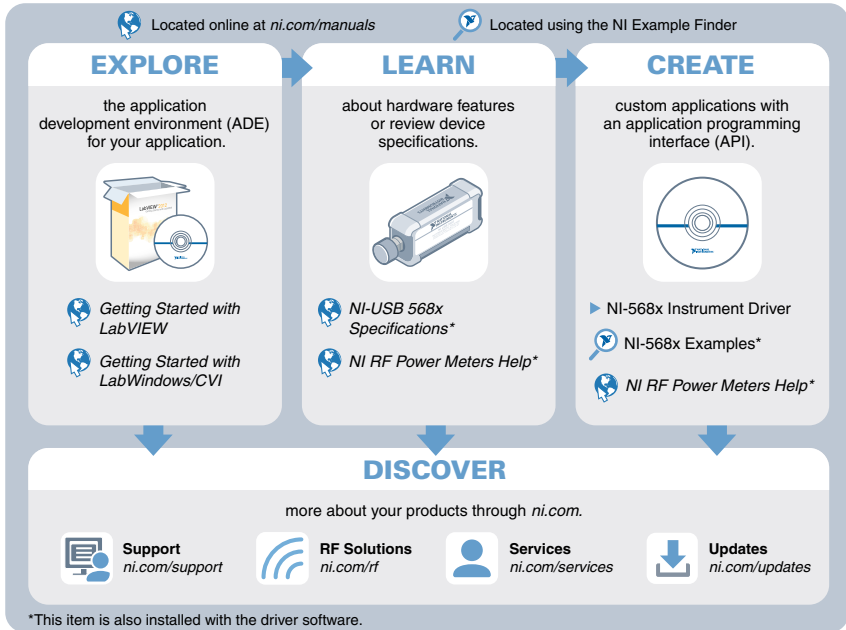 Located online at ni.com/manuals
Located using the NI Example Finder
EXPLORE
the application
development environment (ADE)
for your application.
LabVIEW
Getting Started with
LabVIEW
Getting Started with
LabWindows/CVI
LEARN
about hardware features
or review device
specifications.
NI-USB 568x
Specifications*
NI RF Power Meters Help*
CREATE
custom applications with
an application programming
interface (API).
NI-568x Instrument Driver
NI-568x Examples*
NI RF Power Meters Help*
DISCOVER
more about your products through ni.com.
Support
ni.com/support
RF Solutions
ni.com/rf
Services
ni.com/services
Updates
ni.com/updates
*This item is also installed with the driver software.